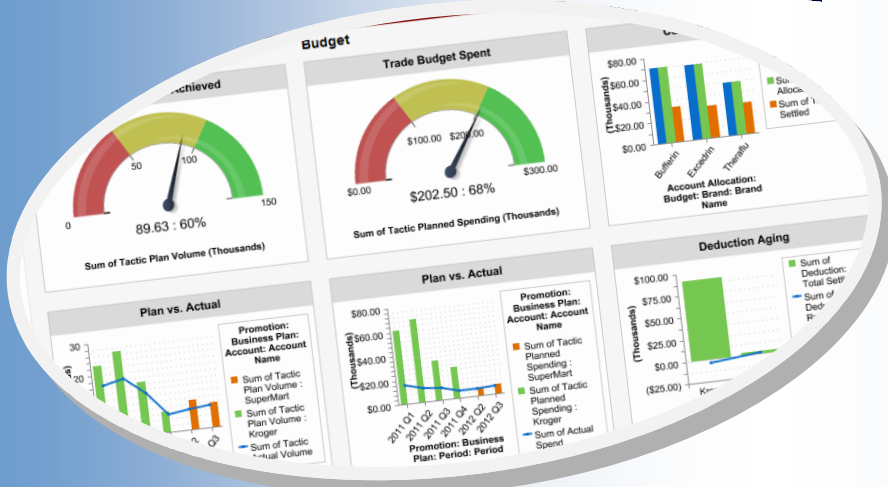 Budget
Achieved
50
100
0
150
89.63 : 60%
Sum of Tactic Plan Volume (Thousands)
Trade Budget Spent
$100.00
$200.00
$0.00
$300.00
$202.50 : 68%
Sum of Tactic Planned Spending (Thousands)
$80.00
$60.00
$40.00
$20.00
$0.00
(Thousands)
Bufferin
Excedrin
Theraflu
Account Allocation:
Budget: Brand: Brand
Name
Sum of
Settled
Plan vs. Actual
30
20
Q3
Promotion:
Business Plan:
Account: Account
Name
Sum of Tactic
Plan Volume :
SuperMart
Sum of Tactic
Plan Volume :
Kroger
Sum of Tactic
Actual Volume
Plan vs. Actual
$80.00
$60.00
$40.00
$20.00
$0.00
(Thousands)
2011 Q1
2011 Q2
2011 Q3
2011 Q4
2012 Q2
2012 Q3
Promotion: Business
Plan: Period: Period
Promotion:
Business Plan:
Account: Account
Name
Sum of Tactic
Planned
Spending :
SuperMart
Sum of Tactic
Planned
Spending :
Kroger
Sum of Actual
Spend
Deduction Aging
$100.00
$75.00
$50.00
$25.00
$0.00
($25.00)
(Thousands)
Sum of
Deduction:
Total
Sum of